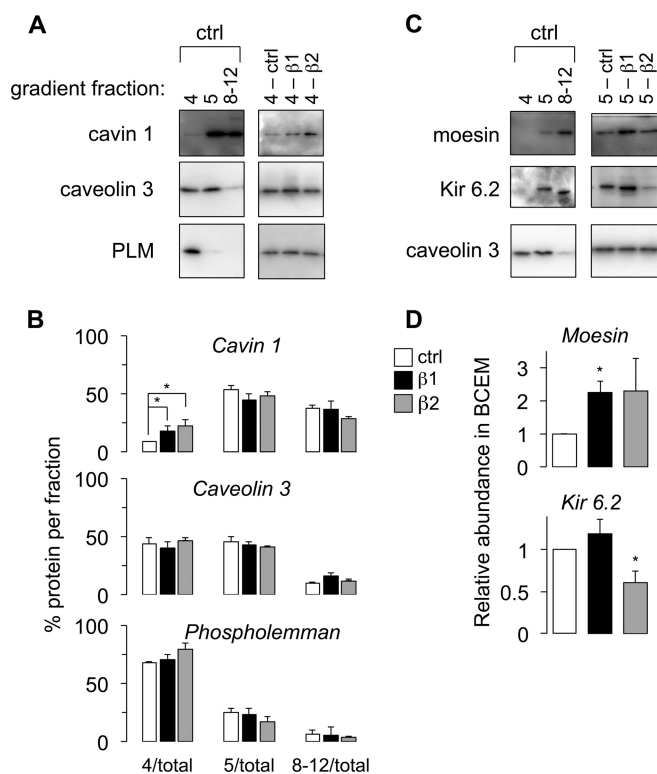 A
ctrl
gradient fraction:
4
5
8-12
4 – ctrl
4 – β1
4 – β2
cavin 1
caveolin 3
PLM
C
ctrl
4
5
8-12
5 – ctrl
5 – β1
5 – β2
moesin
Kir 6.2
caveolin 3
B
% protein per fraction
100
50
0
Cavin 1
*
*
100
50
0
Caveolin 3
100
50
0
Phospholemman
4/total
5/total
8-12/total
ctrl
β1
β2
D
Relative abundance in BCEM
Moesin
3
2
1
0
*
Kir 6.2
1
0.5
0
*